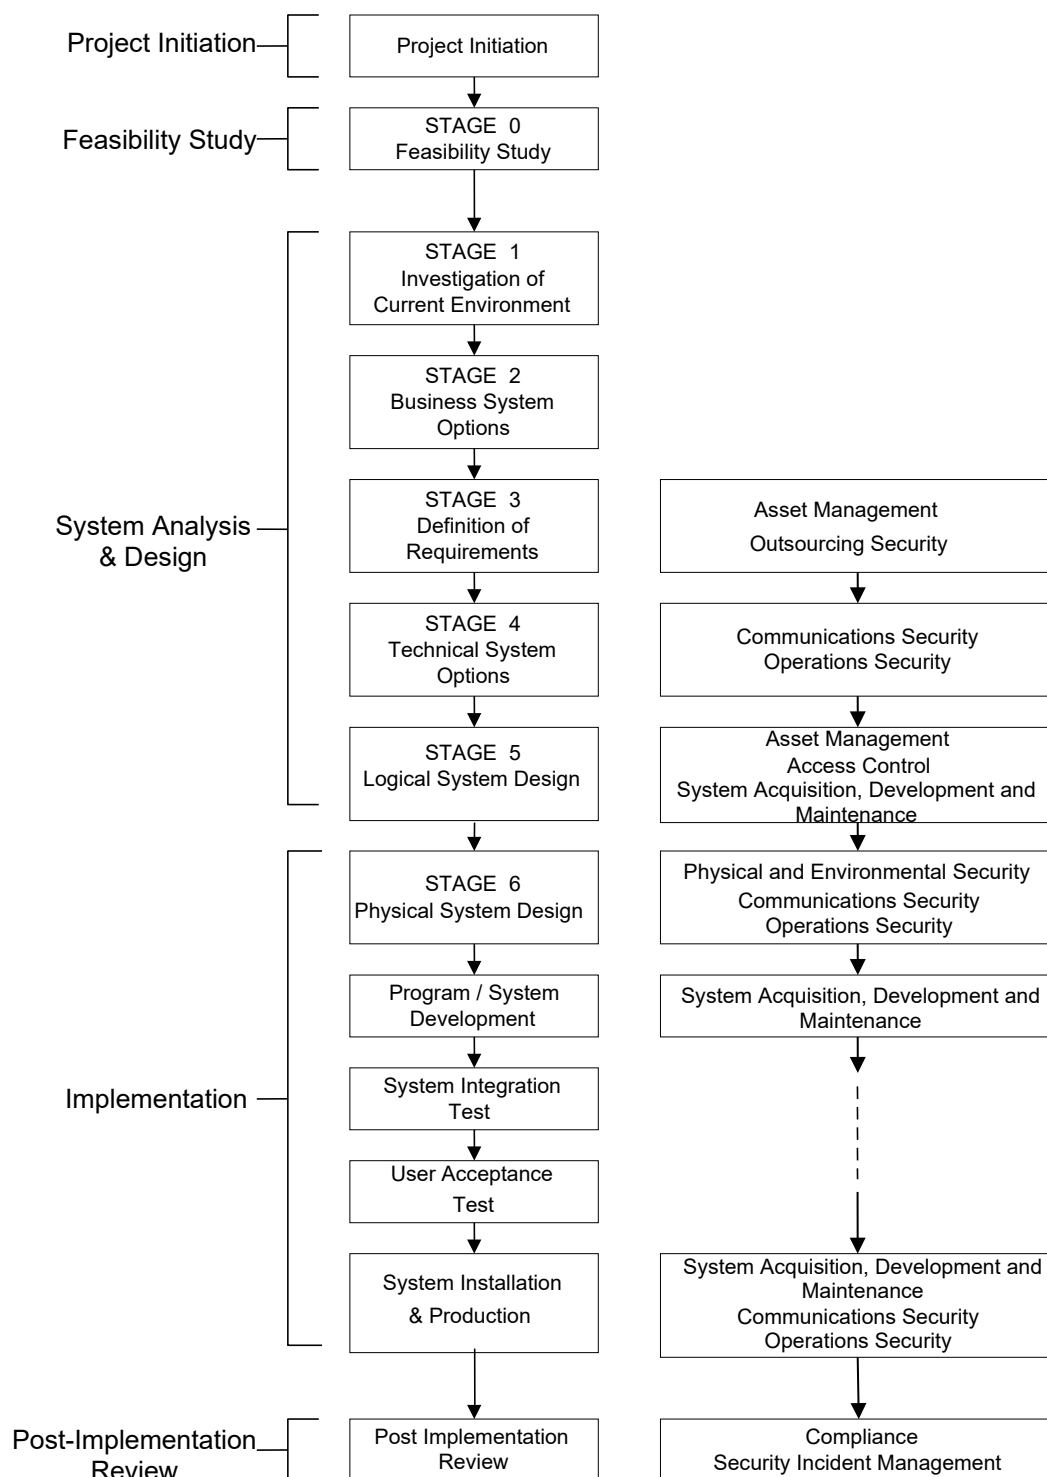 Project Initiation
Project Initiation
Feasibility Study
STAGE 0
Feasibility Study
STAGE 1
Investigation of
Current Environment
STAGE 2
Business System
Options
System Analysis
& Design
STAGE 3
Definition of
Requirements
Asset Management
Outsourcing Security
STAGE 4
Technical System
Options
Communications Security
Operations Security
STAGE 5
Logical System Design
Asset Management
Access Control
System Acquisition, Development and
Maintenance
STAGE 6
Physical System Design
Physical and Environmental Security
Communications Security
Operations Security
Implementation
Program / System
Development
System Acquisition, Development and
Maintenance
System Integration
Test
User Acceptance
Test
System Installation
& Production
System Acquisition, Development and
Maintenance
Communications Security
Operations Security
Post-Implementation
Review
Post Implementation
Review
Compliance
Security Incident Management